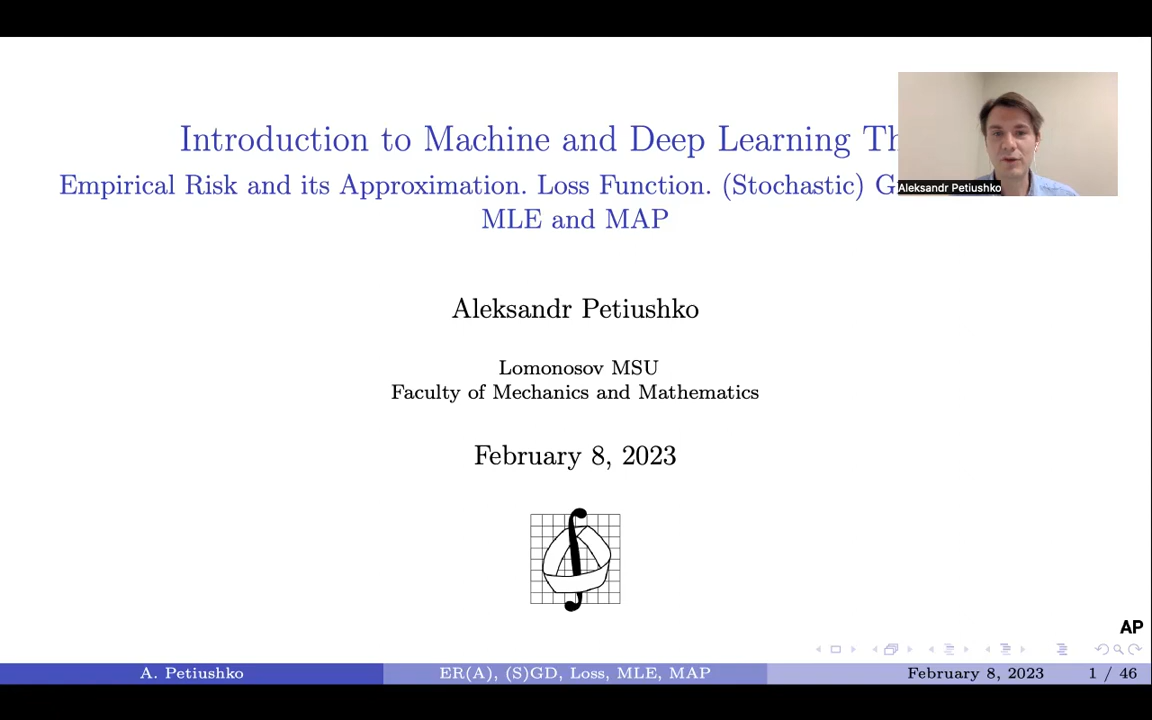 Introduction to Machine and Deep Learning
Empirical Risk and its Approximation. Loss Function. (Stochastic)
MLE and MAP
Aleksandr Petiushko
Aleksandr Petiushko
Lomonosov MSU
Faculty of Mechanics and Mathematics
February 8, 2023
AP
A. Petiushko
ER(A), (S)GD, Loss, MLE, MAP
February 8, 2023
1 / 46